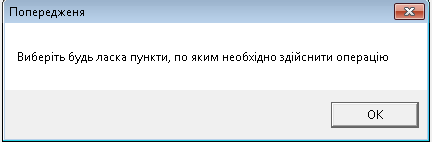 Попередженя
Виберіть будь ласка пункти, по яким необхідно здійснити операцію
OK